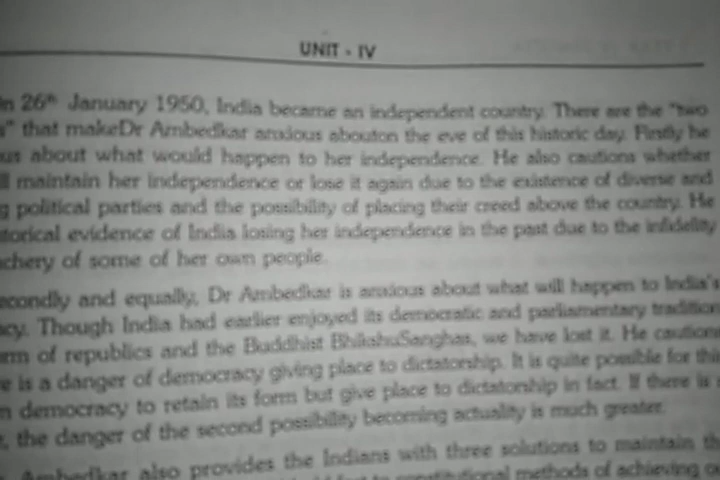 UNIT - IV
In 26th January 1950, India became an independent country. There are the "two
s" that makeDr Ambedkar anxious abouton the eve of this historic day. Firstly he
us about what would happen to her independence. He also cautions whether
ll maintain her independence or lose it again due to the existence of diverse and
g political parties and the possibility of placing their creed above the country. He
storical evidence of India losing her independence in the past due to the infidelity
achery of some of her own people.
econdly and equally, Dr Ambedkar is anxious about what will happen to India's
acy. Though India had earlier enjoyed its democratic and parliamentary tradition
rm of republics and the Buddhist BhikshuSanghas, we have lost it. He cautions
e is a danger of democracy giving place to dictatorship. It is quite possible for this
n democracy to retain its form but give place to dictatorship in fact. If there is
, the danger of the second possibility becoming actuality is much greater.
Ambedkar also provides the Indians with three solutions to maintain th
constitutional methods of achieving o